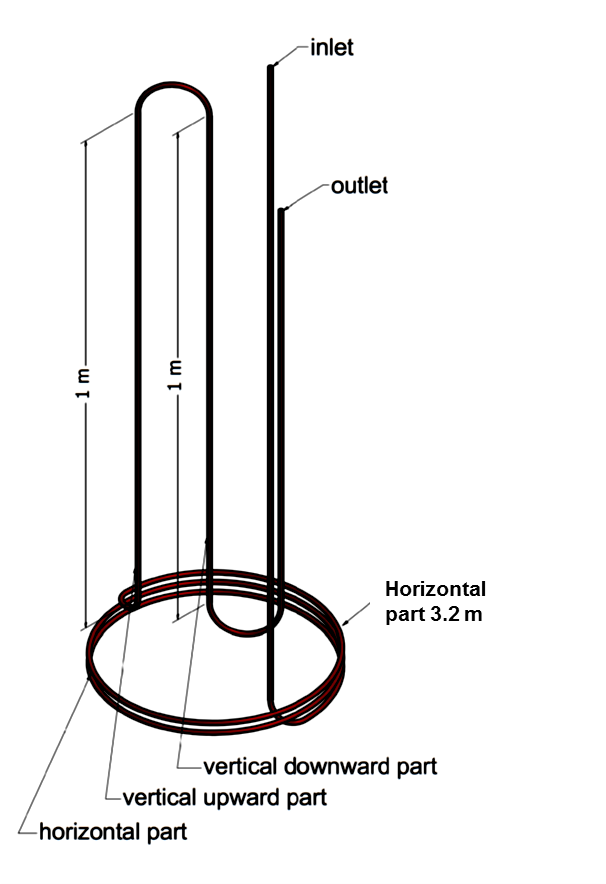 inlet
outlet
1 m
1 m
Horizontal
part 3.2 m
vertical downward part
vertical upward part
horizontal part